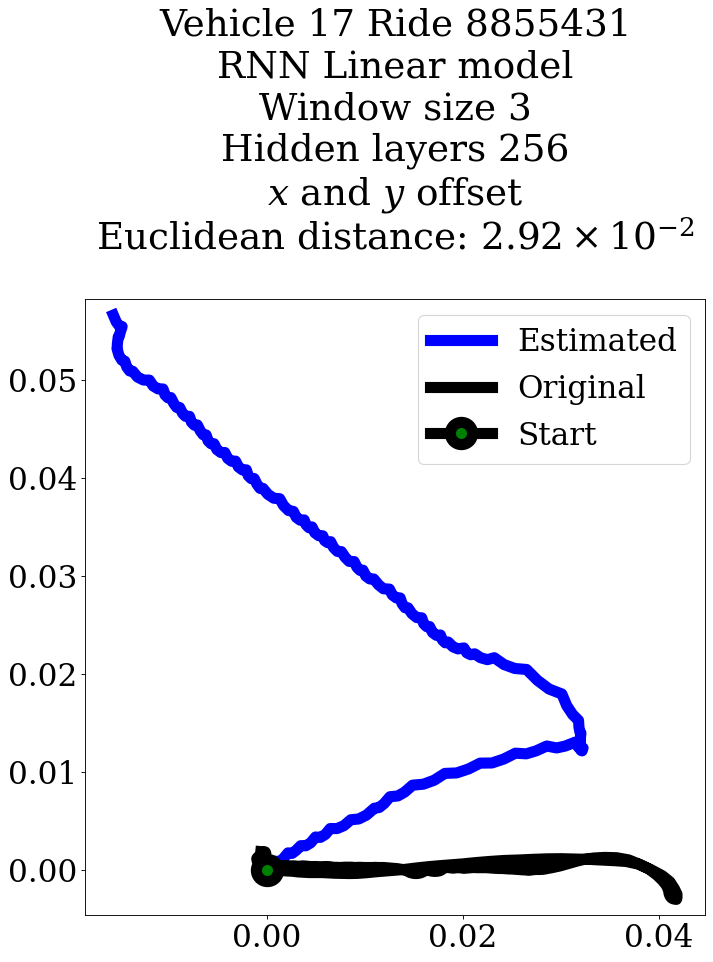 Vehicle 17 Ride 8855431
RNN Linear model
Window size 3
Hidden layers 256
x and y offset
Euclidean distance: 2.92 × 10⁻²
Estimated
Original
Start
0.05
0.04
0.03
0.02
0.01
0.00
0.00 0.02 0.04